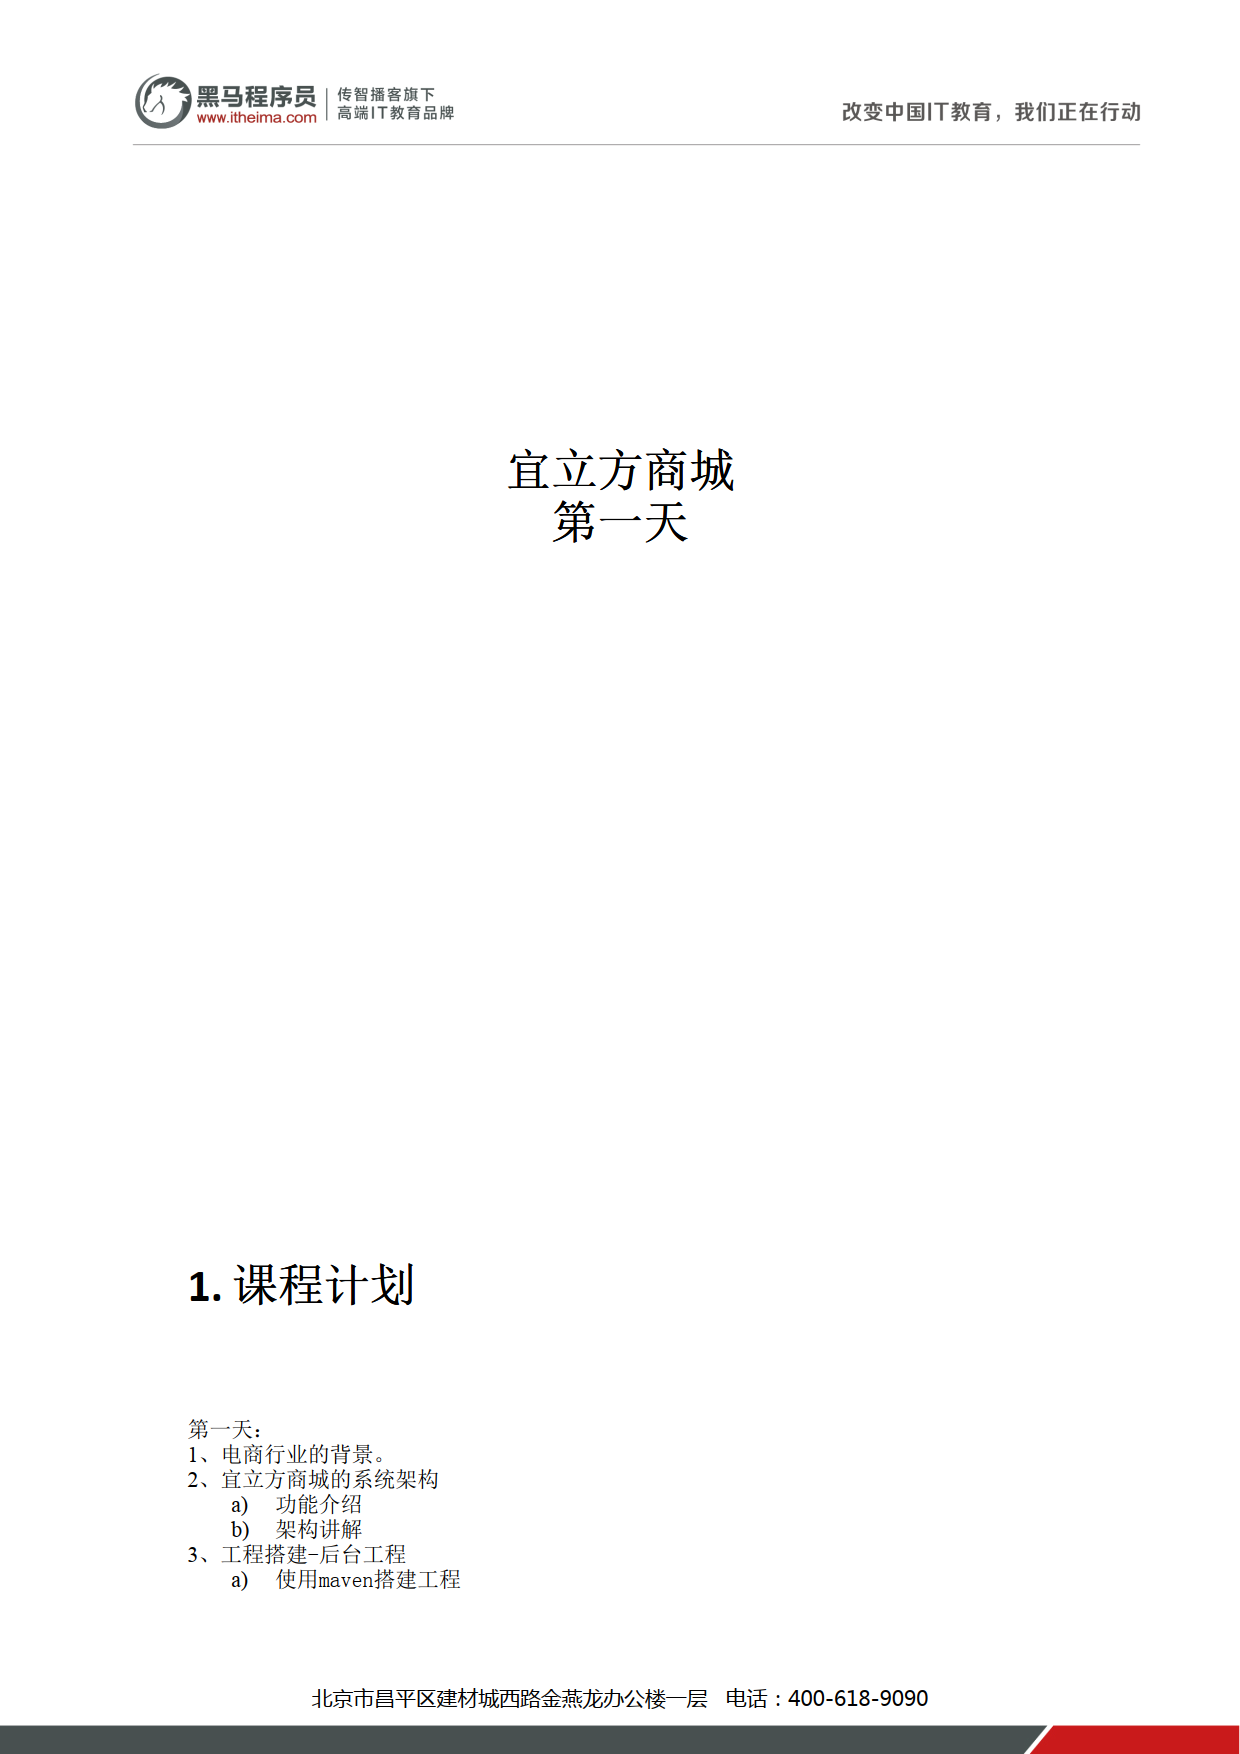 黑马程序员
www.itheima.com
传智播客旗下
高端IT教育品牌
改变中国IT教育，我们正在行动
宜立方商城
第一天
1. 课程计划
第一天：
1、电商行业的背景。
2、宜立方商城的系统架构
a) 功能介绍
b) 架构讲解
3、工程搭建-后台工程
a) 使用maven搭建工程
北京市昌平区建材城西路金燕龙办公楼一层 电话：400-618-9090